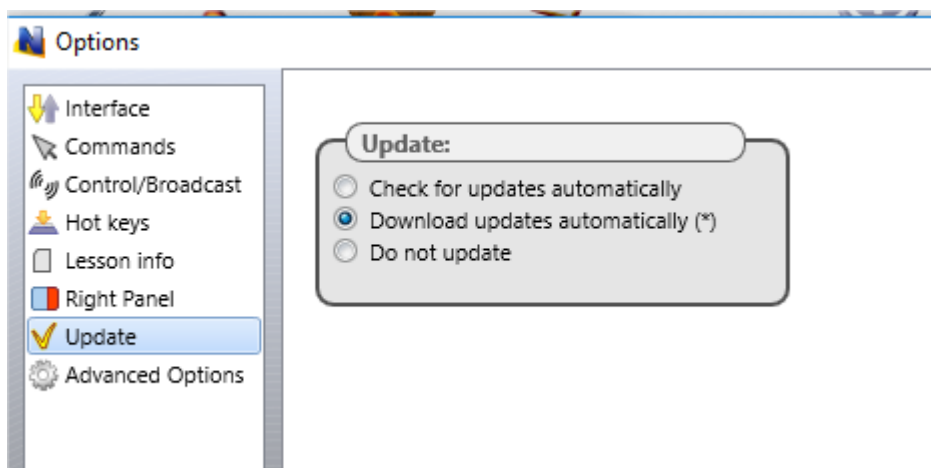 Options
Interface
Commands
Control/Broadcast
Hot keys
Lesson info
Right Panel
Update
Advanced Options
Update:
Check for updates automatically
Download updates automatically (*)
Do not update